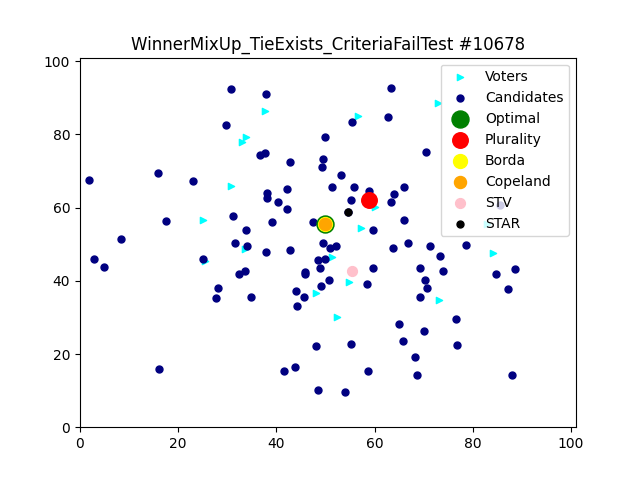 WinnerMixUp_TieExists_CriteriaFailTest #10678
100
80
60
40
20
0
0
20
40
60
80
100
Voters
Candidates
Optimal
Plurality
Borda
Copeland
STV
STAR